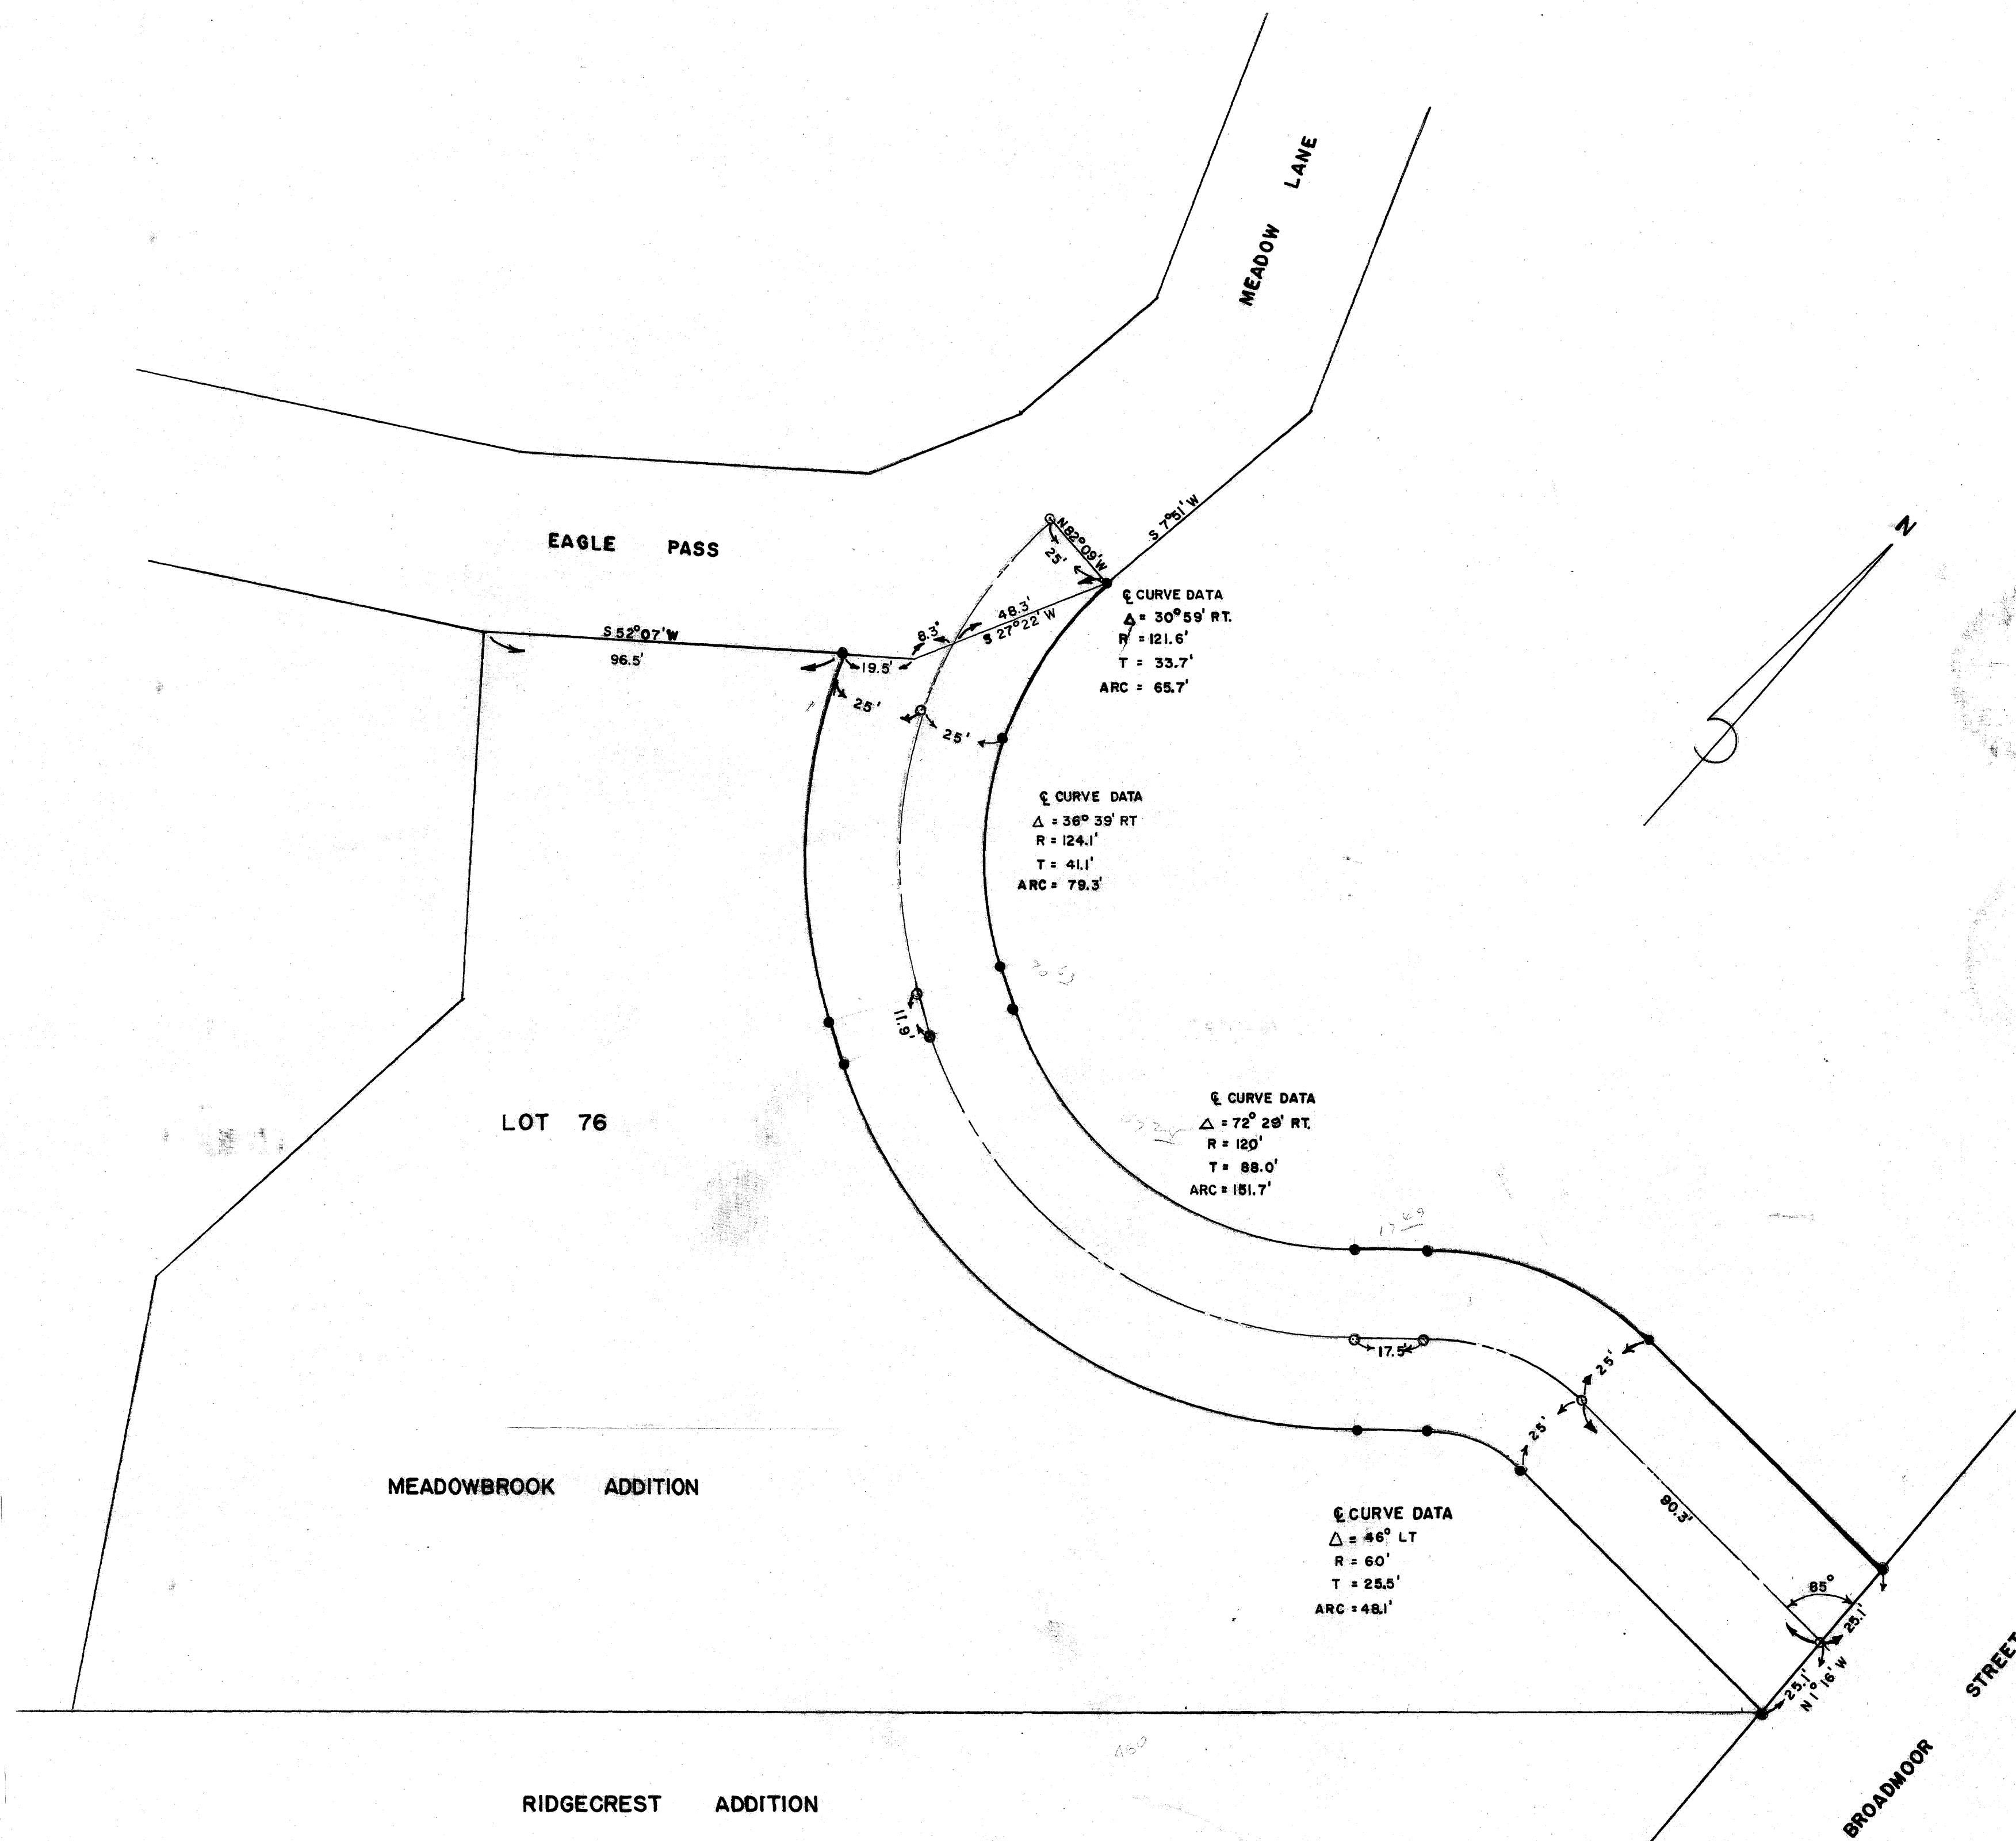 MEADOW LANE
EAGLE PASS
N
N 82°09' W
25'
S 7°51' W
48.3'
S 27°22' W
8.3'
S 52°07' W
96.5'
19.5'
25'
25'
℄ CURVE DATA
Δ = 30°59' RT.
R = 121.6'
T = 33.7'
ARC = 65.7'
℄ CURVE DATA
Δ = 36° 39' RT
R = 124.1'
T = 41.1'
ARC = 79.3'
11.9'
LOT 76
℄ CURVE DATA
Δ = 72° 29' RT.
R = 120'
T = 88.0'
ARC = 151.7'
17.49
17.5'
25'
25'
MEADOWBROOK ADDITION
90.3'
℄ CURVE DATA
Δ = 46° LT
R = 60'
T = 25.5'
ARC = 48.1'
85°
25.1'
25.1'
N 1° 16' W
RIDGECREST ADDITION
BROADMOOR STREET